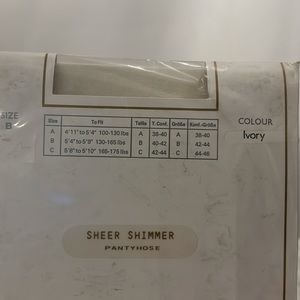 SIZE
B
COLOUR
Ivory
Size To Fit Taille T. Conf. Größe Konf.-Größe
A 4'11" to 5'4" 100-130 lbs A 38-40 A 38-40
B 5'4" to 5'9" 130-165 lbs B 40-42 B 42-44
C 5'8" to 5'10" 165-175 lbs C 42-44 C 44-46
SHEER SHIMMER
PANTYHOSE